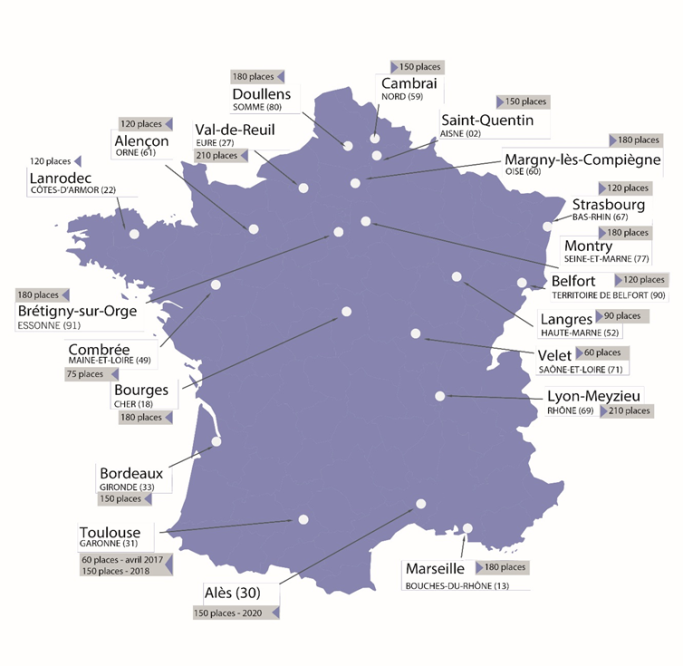 150 places
Cambrai
NORD (59)
180 places
Doullens
SOMME (80)
150 places
Saint-Quentin
AISNE (02)
120 places
Alençon
ORNE (61)
Val-de-Reuil
EURE (27)
210 places
180 places
Margny-lès-Compiègne
OISE (60)
120 places
Lanrodec
CÔTES-D'ARMOR (22)
120 places
Strasbourg
BAS-RHIN (67)
180 places
Montry
SEINE-ET-MARNE (77)
Belfort
120 places
TERRITOIRE DE BELFORT (90)
180 places
Brétigny-sur-Orge
ESSONNE (91)
Langres
90 places
HAUTE-MARNE (52)
Combrée
MAINE-ET-LOIRE (49)
75 places
Velet
60 places
SAÔNE-ET-LOIRE (71)
Bourges
CHER (18)
180 places
Lyon-Meyzieu
RHÔNE (69)
210 places
Bordeaux
GIRONDE (33)
150 places
Toulouse
GARONNE (31)
60 places - avril 2017
150 places - 2018
Marseille
180 places
BOUCHES-DU-RHÔNE (13)
Alès (30)
150 places - 2020